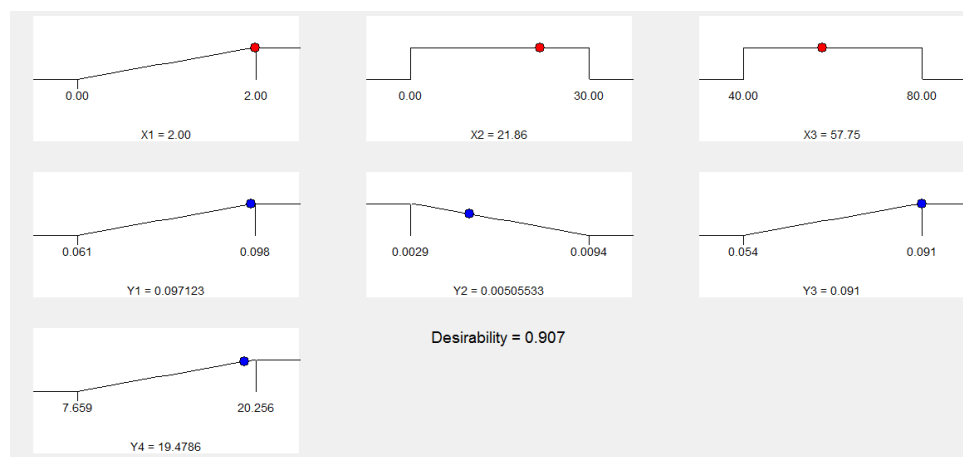 0.00 2.00
X1 = 2.00
0.00 30.00
X2 = 21.86
40.00 80.00
X3 = 57.75
0.061 0.098
Y1 = 0.097123
0.0029 0.0094
Y2 = 0.00505533
0.054 0.091
Y3 = 0.091
7.659 20.256
Y4 = 19.4786
Desirability = 0.907